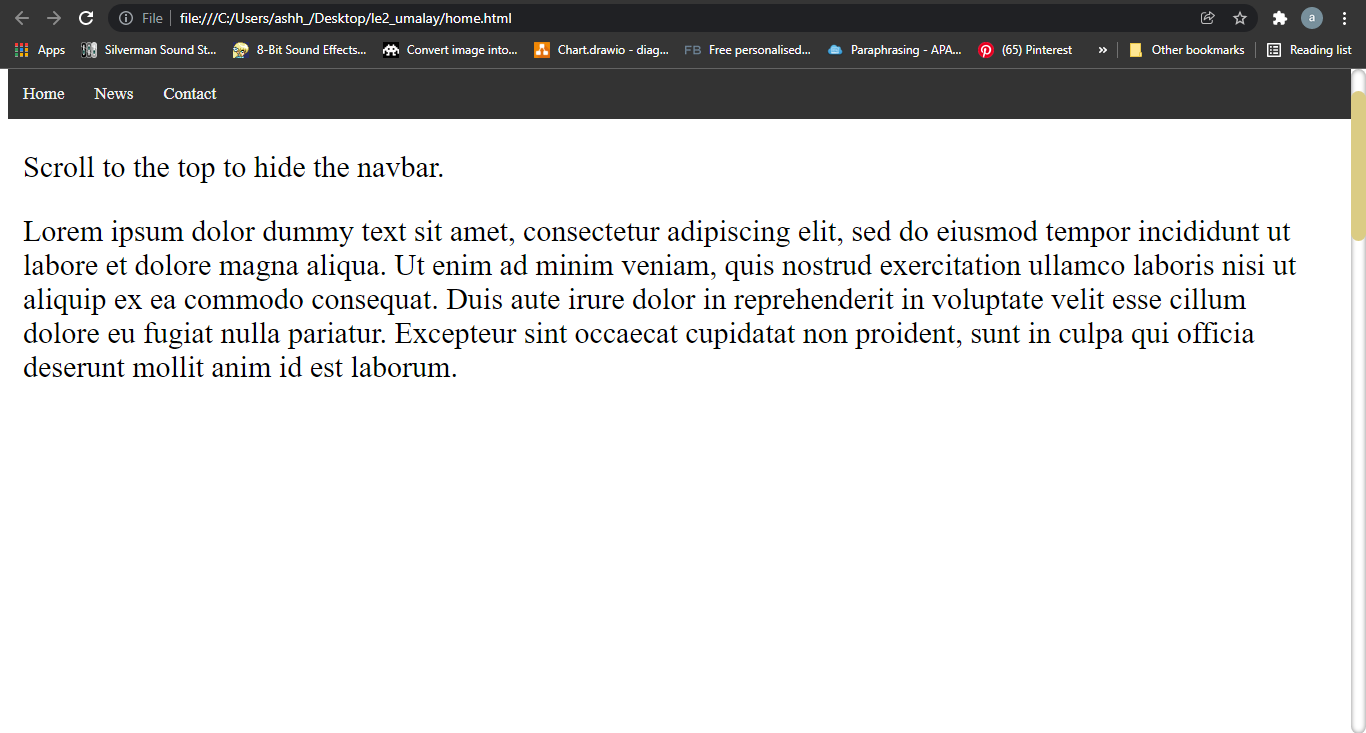 File file:///C:/Users/ashh_/Desktop/le2_umalay/home.html a
Apps Silverman Sound St... 8-Bit Sound Effects... Convert image into... Chart.drawio - diag... FB Free personalised... Paraphrasing - APA... (65) Pinterest » Other bookmarks Reading list
Home News Contact
Scroll to the top to hide the navbar.
Lorem ipsum dolor dummy text sit amet, consectetur adipiscing elit, sed do eiusmod tempor incididunt ut
labore et dolore magna aliqua. Ut enim ad minim veniam, quis nostrud exercitation ullamco laboris nisi ut
aliquip ex ea commodo consequat. Duis aute irure dolor in reprehenderit in voluptate velit esse cillum
dolore eu fugiat nulla pariatur. Excepteur sint occaecat cupidatat non proident, sunt in culpa qui officia
deserunt mollit anim id est laborum.